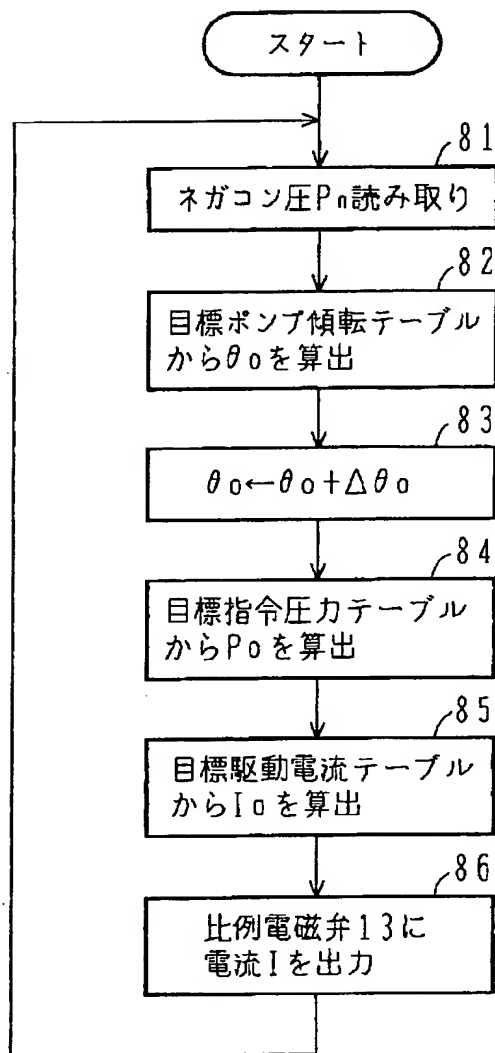 スタート
81
ネガコン圧Pn読み取り
82
目標ポンプ傾転テーブル
からθoを算出
83
θo←θo+Δθo
84
目標指令圧力テーブル
からPoを算出
85
目標駆動電流テーブル
からIoを算出
86
比例電磁弁13に
電流Iを出力